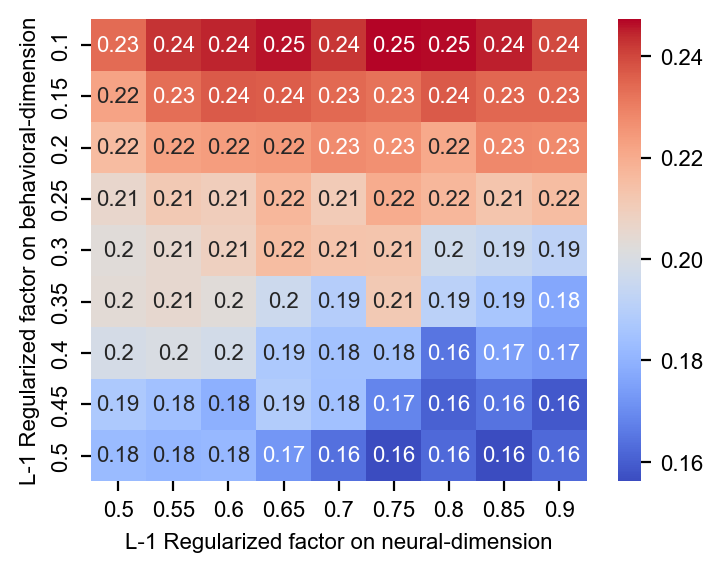 L-1 Regularized factor on behavioral-dimension
0.1 0.23 0.24 0.24 0.25 0.24 0.25 0.25 0.24 0.24
0.15 0.22 0.23 0.24 0.24 0.23 0.23 0.24 0.23 0.23
0.2 0.22 0.22 0.22 0.22 0.23 0.23 0.22 0.23 0.23
0.25 0.21 0.21 0.21 0.22 0.21 0.22 0.22 0.21 0.22
0.3 0.2 0.21 0.21 0.22 0.21 0.21 0.2 0.19 0.19
0.35 0.2 0.21 0.2 0.2 0.19 0.21 0.19 0.19 0.18
0.4 0.2 0.2 0.2 0.19 0.18 0.18 0.16 0.17 0.17
0.45 0.19 0.18 0.18 0.19 0.18 0.17 0.16 0.16 0.16
0.5 0.18 0.18 0.18 0.17 0.16 0.16 0.16 0.16 0.16
0.5 0.55 0.6 0.65 0.7 0.75 0.8 0.85 0.9
L-1 Regularized factor on neural-dimension
0.24
0.22
0.20
0.18
0.16